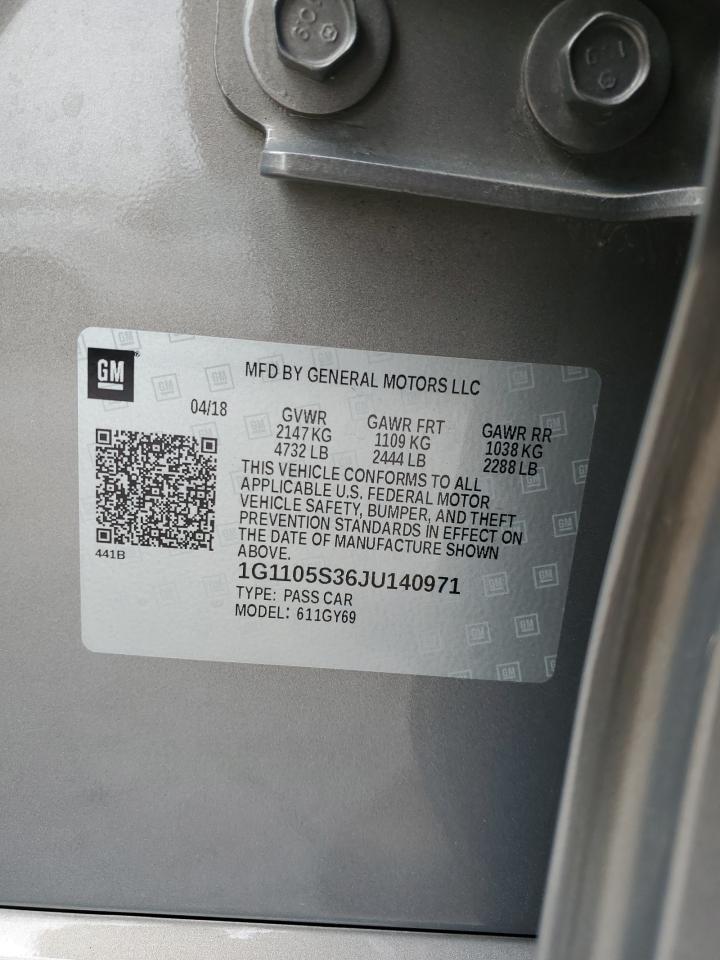 GM
MFD BY GENERAL MOTORS LLC
04/18
GVWR
2147 KG
4732 LB
GAWR FRT
1109 KG
2444 LB
GAWR RR
1038 KG
2288 LB
THIS VEHICLE CONFORMS TO ALL
APPLICABLE U.S. FEDERAL MOTOR
VEHICLE SAFETY, BUMPER, AND THEFT
PREVENTION STANDARDS IN EFFECT ON
THE DATE OF MANUFACTURE SHOWN
ABOVE.
441B
1G1105S36JU140971
TYPE: PASS CAR
MODEL: 611GY69